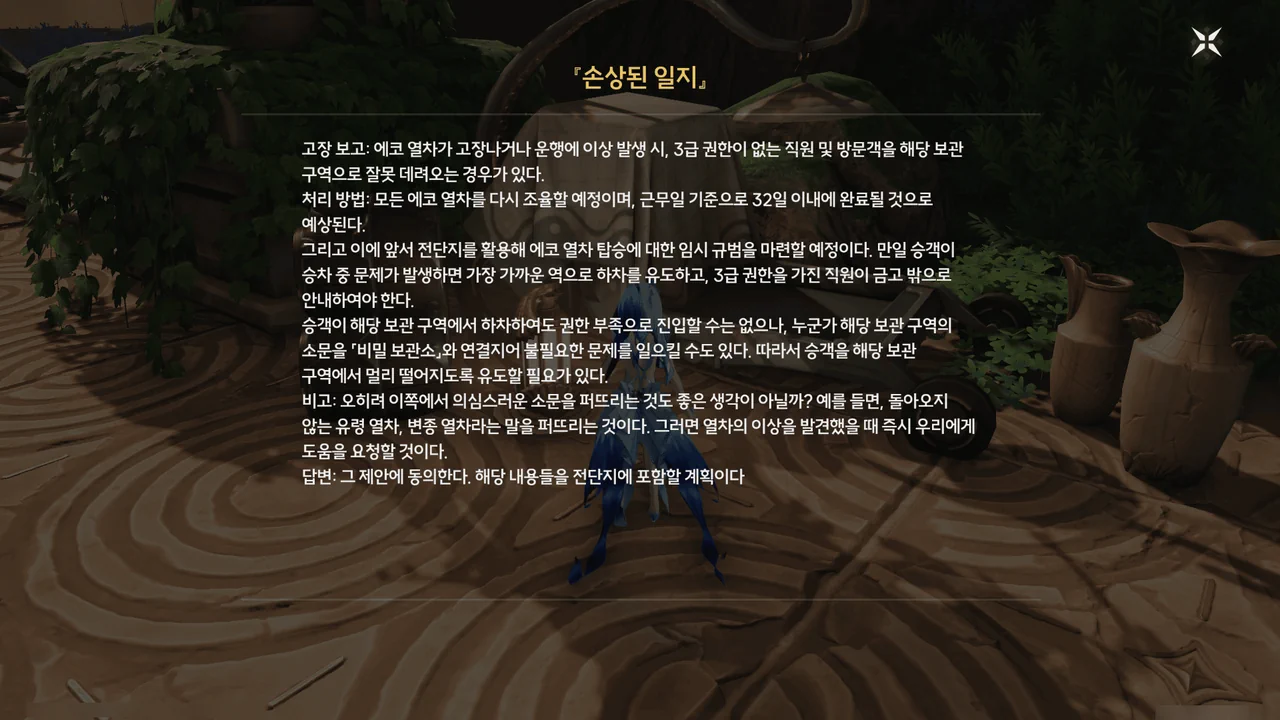 『손상된 일지』
고장 보고: 에코 열차가 고장나거나 운행에 이상 발생 시, 3급 권한이 없는 직원 및 방문객을 해당 보관
구역으로 잘못 데려오는 경우가 있다.
처리 방법: 모든 에코 열차를 다시 조율할 예정이며, 근무일 기준으로 32일 이내에 완료될 것으로
예상된다.
그리고 이에 앞서 전단지를 활용해 에코 열차 탑승에 대한 임시 규범을 마련할 예정이다. 만일 승객이
승차 중 문제가 발생하면 가장 가까운 역으로 하차를 유도하고, 3급 권한을 가진 직원이 금고 밖으로
안내하여야 한다.
승객이 해당 보관 구역에서 하차하여도 권한 부족으로 진입할 수는 없으나, 누군가 해당 보관 구역의
소문을 「비밀 보관소」와 연결지어 불필요한 문제를 일으킬 수도 있다. 따라서 승객을 해당 보관
구역에서 멀리 떨어지도록 유도할 필요가 있다.
비고: 오히려 이쪽에서 의심스러운 소문을 퍼뜨리는 것도 좋은 생각이 아닐까? 예를 들면, 돌아오지
않는 유령 열차, 변종 열차라는 말을 퍼뜨리는 것이다. 그러면 열차의 이상을 발견했을 때 즉시 우리에게
도움을 요청할 것이다.
답변: 그 제안에 동의한다. 해당 내용들을 전단지에 포함할 계획이다